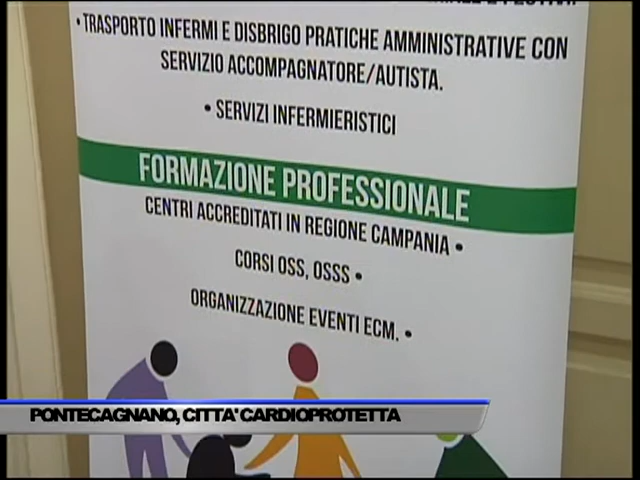 • TRASPORTO INFERMI E DISBRIGO PRATICHE AMMINISTRATIVE CON
SERVIZIO ACCOMPAGNATORE/AUTISTA.
• SERVIZI INFERMIERISTICI
FORMAZIONE PROFESSIONALE
CENTRI ACCREDITATI IN REGIONE CAMPANIA •
CORSI OSS, OSSS •
ORGANIZZAZIONE EVENTI ECM. •
PONTECAGNANO, CITTA' CARDIOPROTETTA